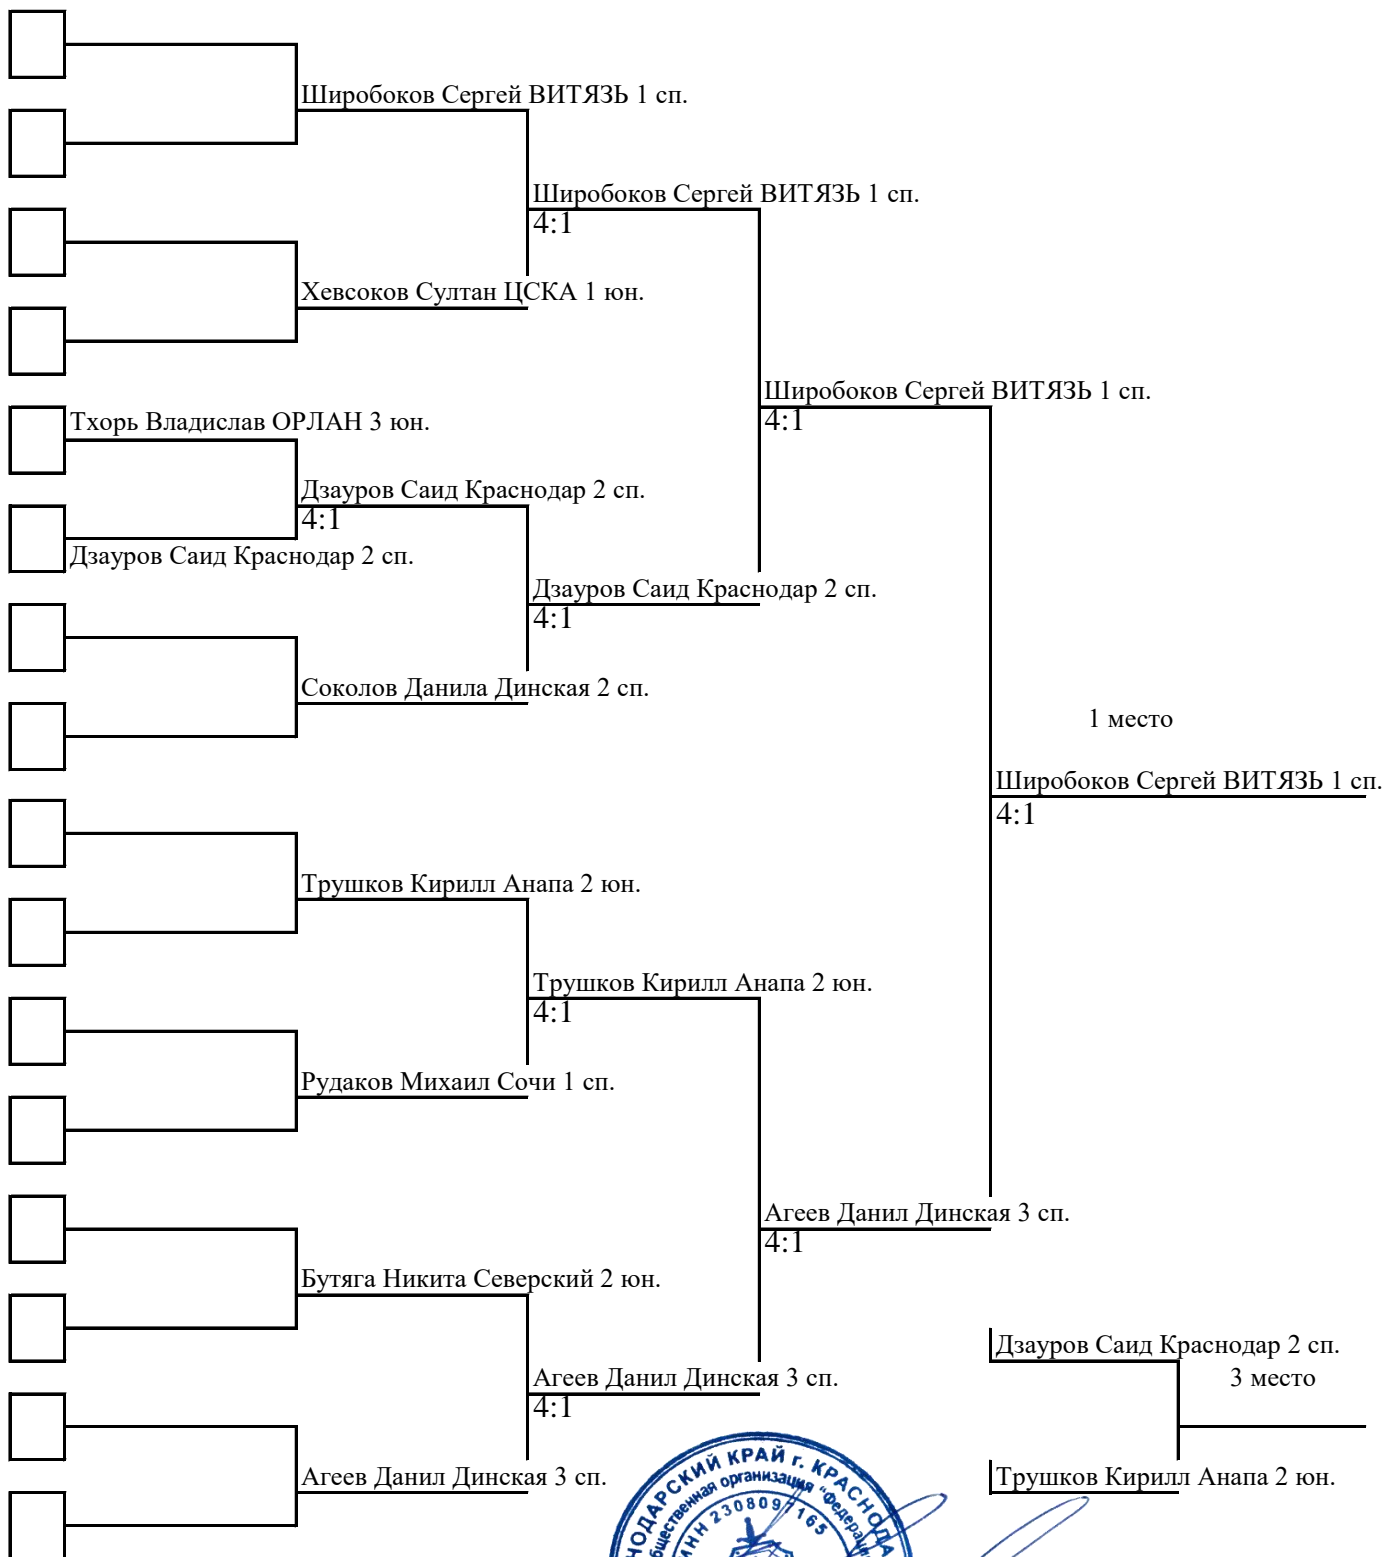 Широбоков Сергей ВИТЯЗЬ 1 сп.
Широбоков Сергей ВИТЯЗЬ 1 сп.
4:1
Хевсоков Султан ЦСКА 1 юн.
Широбоков Сергей ВИТЯЗЬ 1 сп.
4:1
Тхорь Владислав ОРЛАН 3 юн.
Дзауров Саид Краснодар 2 сп.
4:1
Дзауров Саид Краснодар 2 сп.
Дзауров Саид Краснодар 2 сп.
4:1
Соколов Данила Динская 2 сп.
1 место
Широбоков Сергей ВИТЯЗЬ 1 сп.
4:1
Трушков Кирилл Анапа 2 юн.
Трушков Кирилл Анапа 2 юн.
4:1
Рудаков Михаил Сочи 1 сп.
Агеев Данил Динская 3 сп.
4:1
Бутяга Никита Северский 2 юн.
Дзауров Саид Краснодар 2 сп.
3 место
Агеев Данил Динская 3 сп.
4:1
Агеев Данил Динская 3 сп.
Трушков Кирилл Анапа 2 юн.
КРАЙ г.
организация